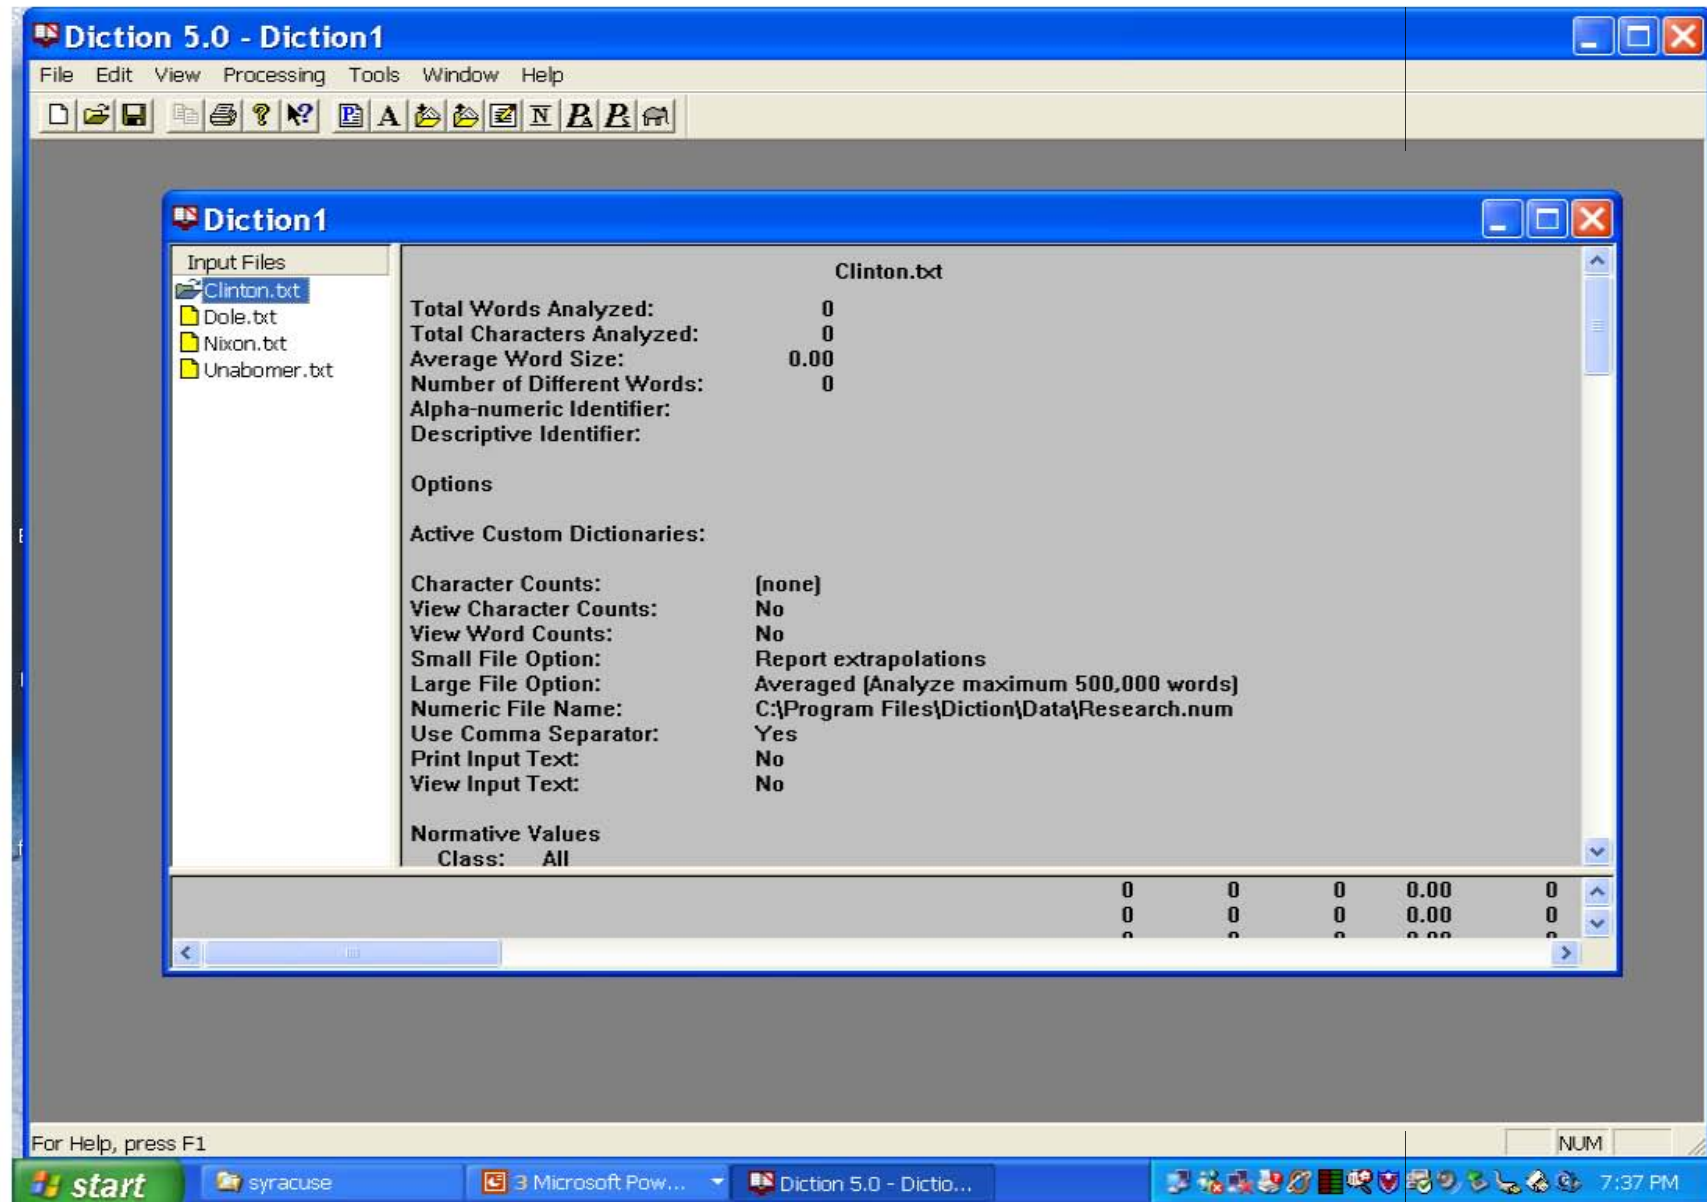 Diction 5.0 - Diction1
File Edit View Processing Tools Window Help
Diction1
Input Files
Clinton.txt
Dole.txt
Nixon.txt
Unabomer.txt
Clinton.txt
Total Words Analyzed: 0
Total Characters Analyzed: 0
Average Word Size: 0.00
Number of Different Words: 0
Alpha-numeric Identifier:
Descriptive Identifier:
Options
Active Custom Dictionaries:
Character Counts: (none)
View Character Counts: No
View Word Counts: No
Small File Option: Report extrapolations
Large File Option: Averaged (Analyze maximum 500,000 words)
Numeric File Name: C:\Program Files\Diction\Data\Research.num
Use Comma Separator: Yes
Print Input Text: No
View Input Text: No
Normative Values
Class: All
0 0 0 0.00 0
0 0 0 0.00 0
For Help, press F1 NUM
start syracuse 3 Microsoft Pow... Diction 5.0 - Dictio... 7:37 PM